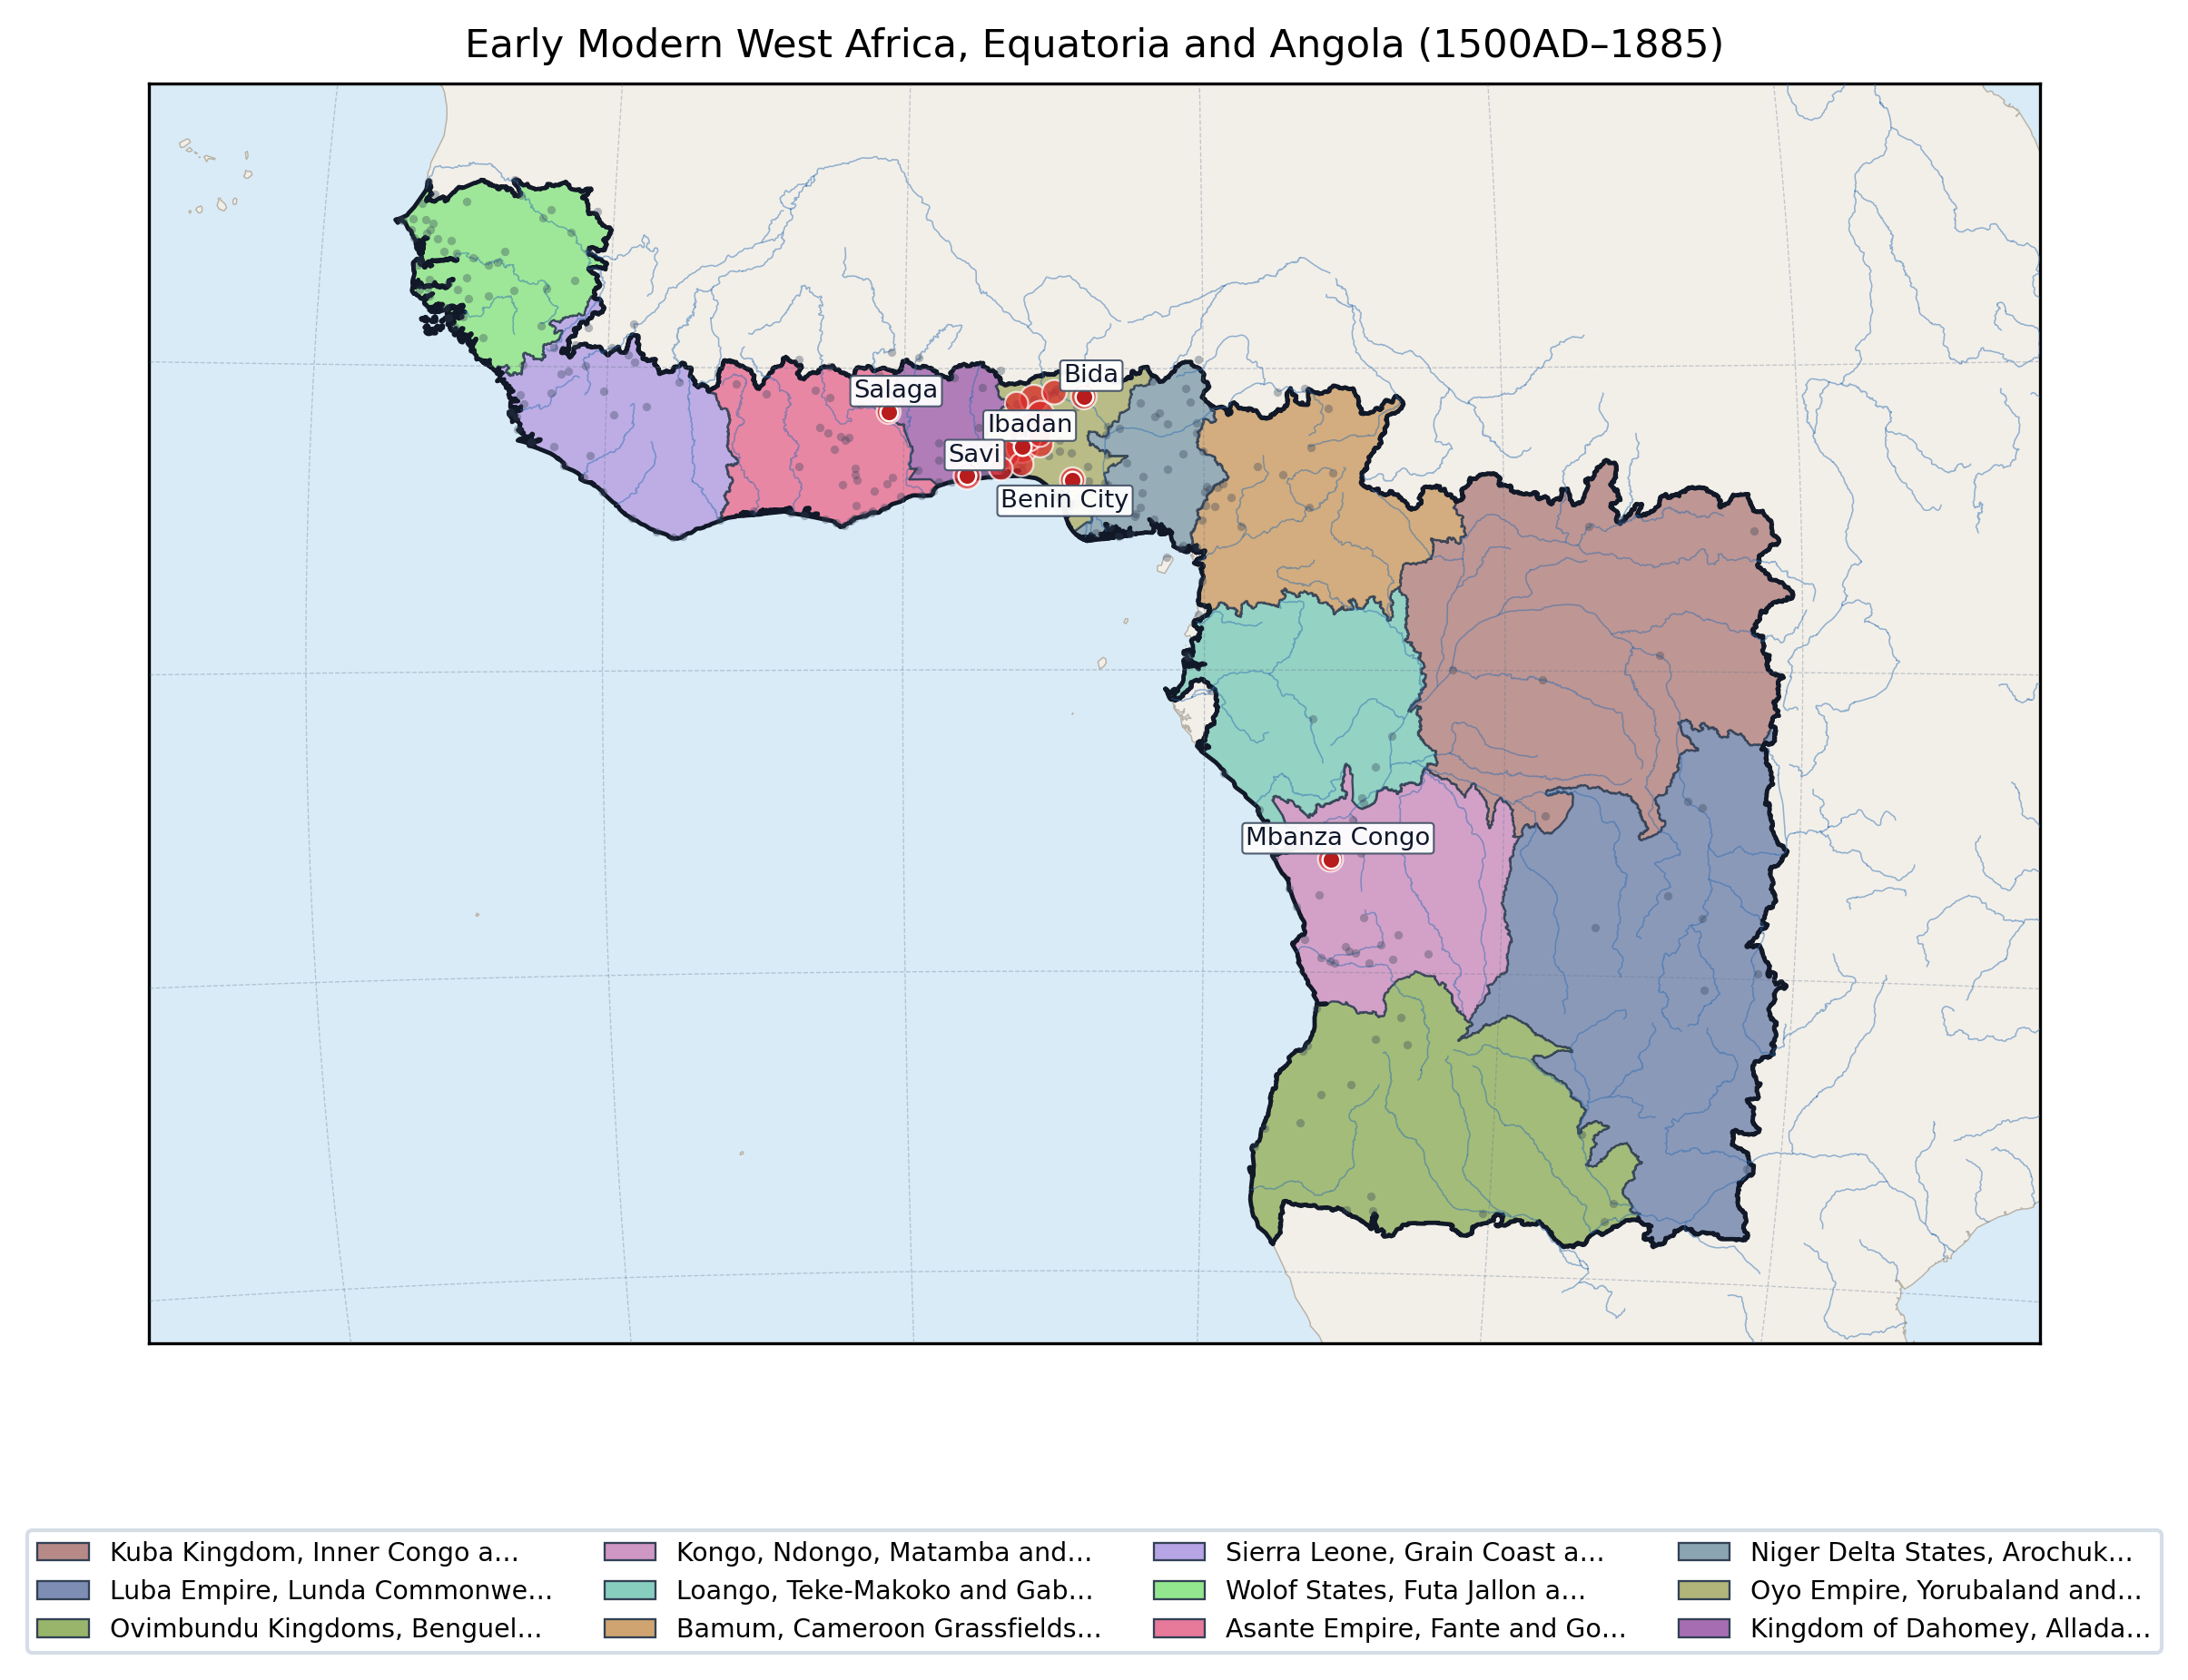 Early Modern West Africa, Equatoria and Angola (1500AD–1885)
Bida
Salaga
Ibadan
Savi
Benin City
Mbanza Congo
Kuba Kingdom, Inner Congo a...
Luba Empire, Lunda Commonwe...
Ovimbundu Kingdoms, Benguel...
Kongo, Ndongo, Matamba and...
Loango, Teke-Makoko and Gab...
Bamum, Cameroon Grassfields...
Sierra Leone, Grain Coast a...
Wolof States, Futa Jallon a...
Asante Empire, Fante and Go...
Niger Delta States, Arochuk...
Oyo Empire, Yorubaland and...
Kingdom of Dahomey, Allada...